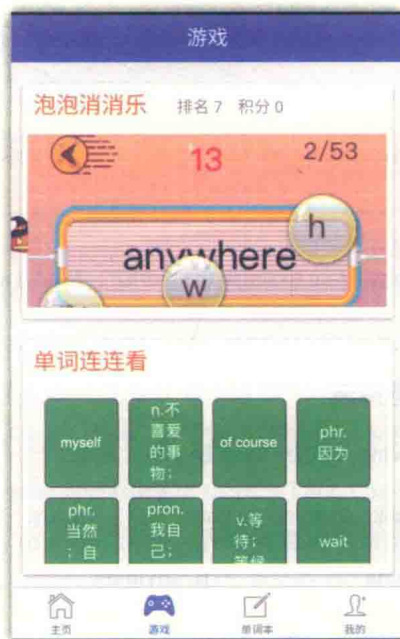 游戏
泡泡消消乐 排名 7 积分 0
13 2/53
anywhere
h
w
单词连连看
myself
n.不
喜爱
的事
物；
of course
phr.
因为
phr.
当然
；自
pron.
我自
己；
v.等
待；
等候
wait
主页 游戏 单词本 我的